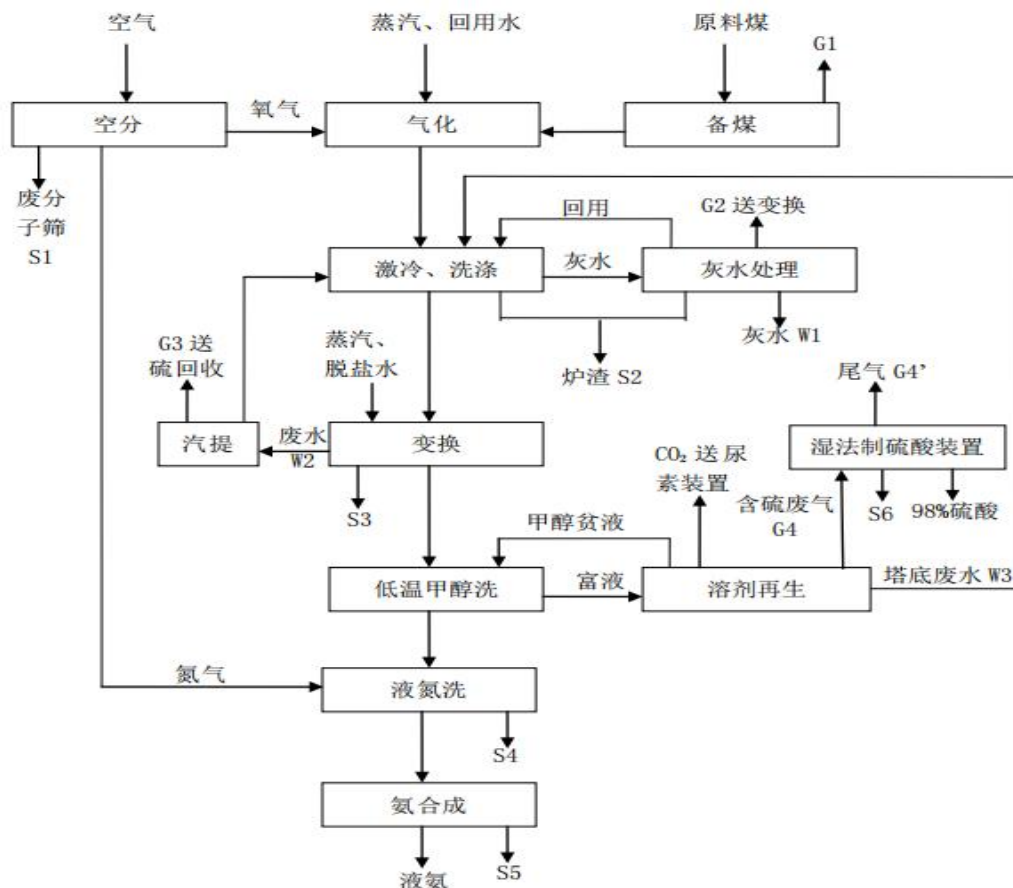 空气
蒸汽、回用水
原料煤
G1
空分
氧气
气化
备煤
废分
子筛
S1
回用
G2 送变换
激冷、洗涤
灰水
灰水处理
灰水 W1
炉渣 S2
G3 送
硫回收
蒸汽、
脱盐水
尾气 G4’
汽提
废水
W2
变换
S3
CO₂ 送尿
素装置
湿法制硫酸装置
含硫废气
G4
S6
98%硫酸
甲醇贫液
低温甲醇洗
富液
溶剂再生
塔底废水 W3
氮气
液氮洗
S4
氨合成
液氨
S5